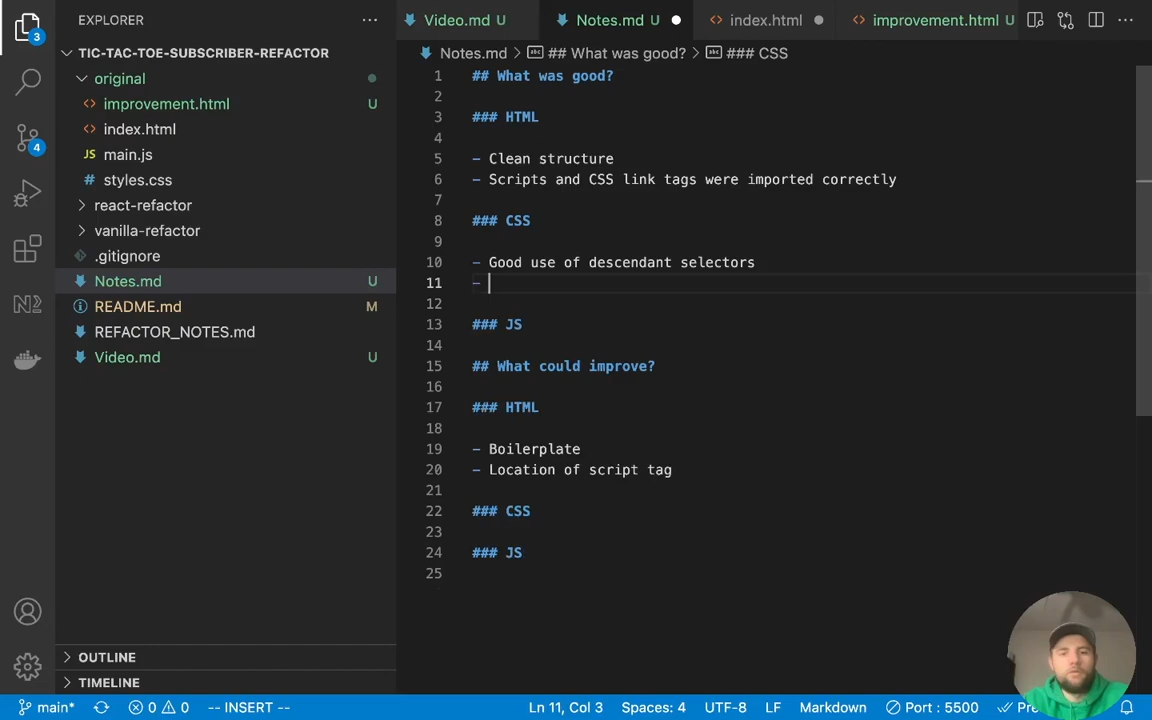 EXPLORER
Video.md U
Notes.md U
index.html
improvement.html U
TIC-TAC-TOE-SUBSCRIBER-REFACTOR
Notes.md > ## What was good? > ### CSS
original
improvement.html U
index.html
JS main.js
# styles.css
react-refactor
vanilla-refactor
.gitignore
Notes.md U
README.md M
REFACTOR_NOTES.md
Video.md U
3
4
1 ## What was good?
2
3 ### HTML
4
5 - Clean structure
6 - Scripts and CSS link tags were imported correctly
7
8 ### CSS
9
10 - Good use of descendant selectors
11 -
12
13 ### JS
14
15 ## What could improve?
16
17 ### HTML
18
19 - Boilerplate
20 - Location of script tag
21
22 ### CSS
23
24 ### JS
25
OUTLINE
TIMELINE
main* 0 0 -- INSERT -- Ln 11, Col 3 Spaces: 4 UTF-8 LF Markdown Port : 5500